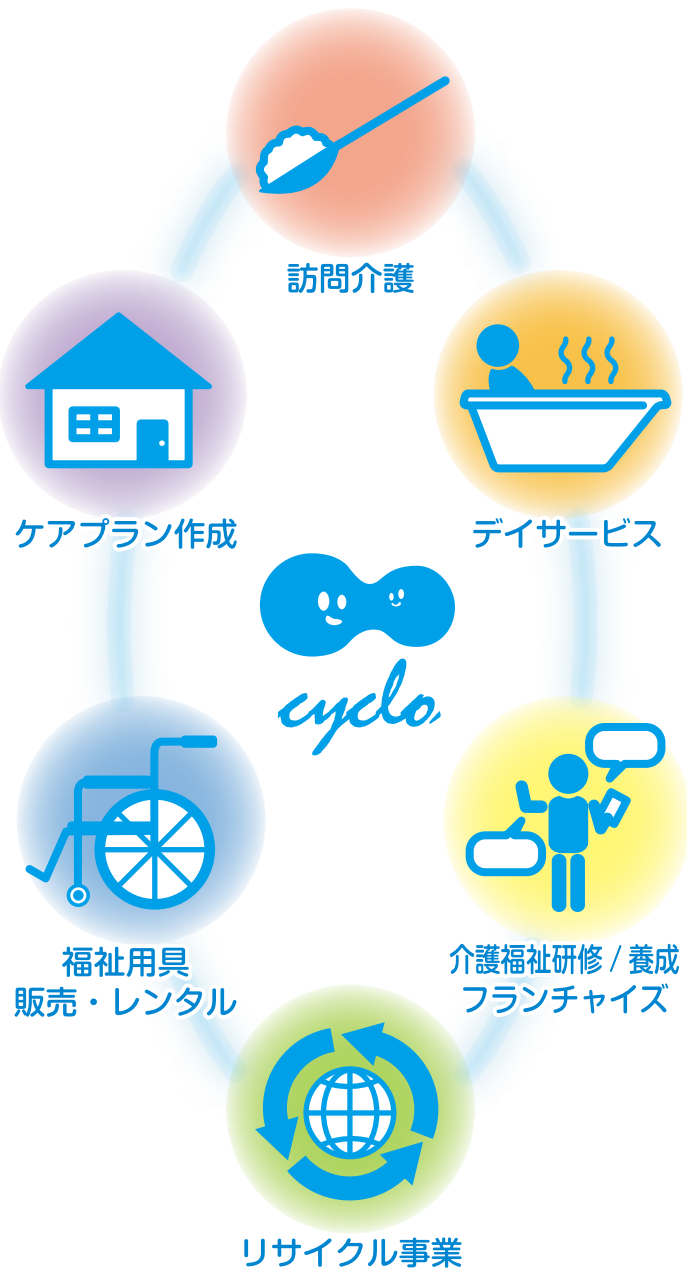 訪問介護
ケアプラン作成
デイサービス
cyclo
福祉用具
販売・レンタル
介護福祉研修 / 養成
フランチャイズ
リサイクル事業